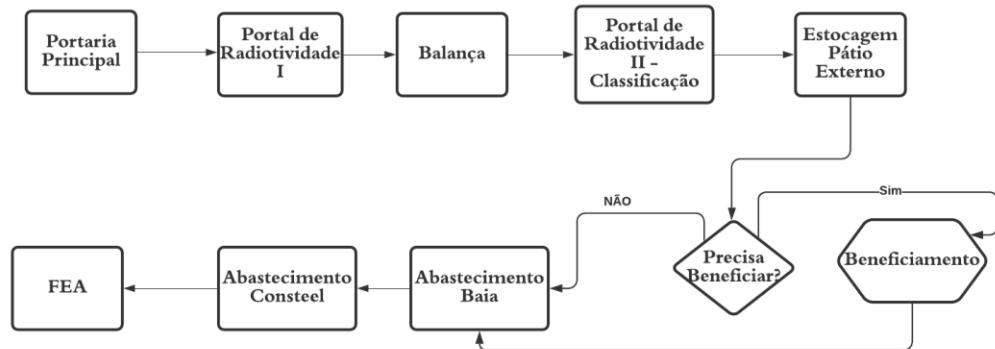 Portaria
Principal
Portal de
Radiotividade
I
Balança
Portal de
Radiotividade
II -
Classificação
Estocagem
Pátio
Externo
NÃO
Sim
FEA
Abastecimento
Consteel
Abastecimento
Baia
Precisa
Beneficiar?
Beneficiamento